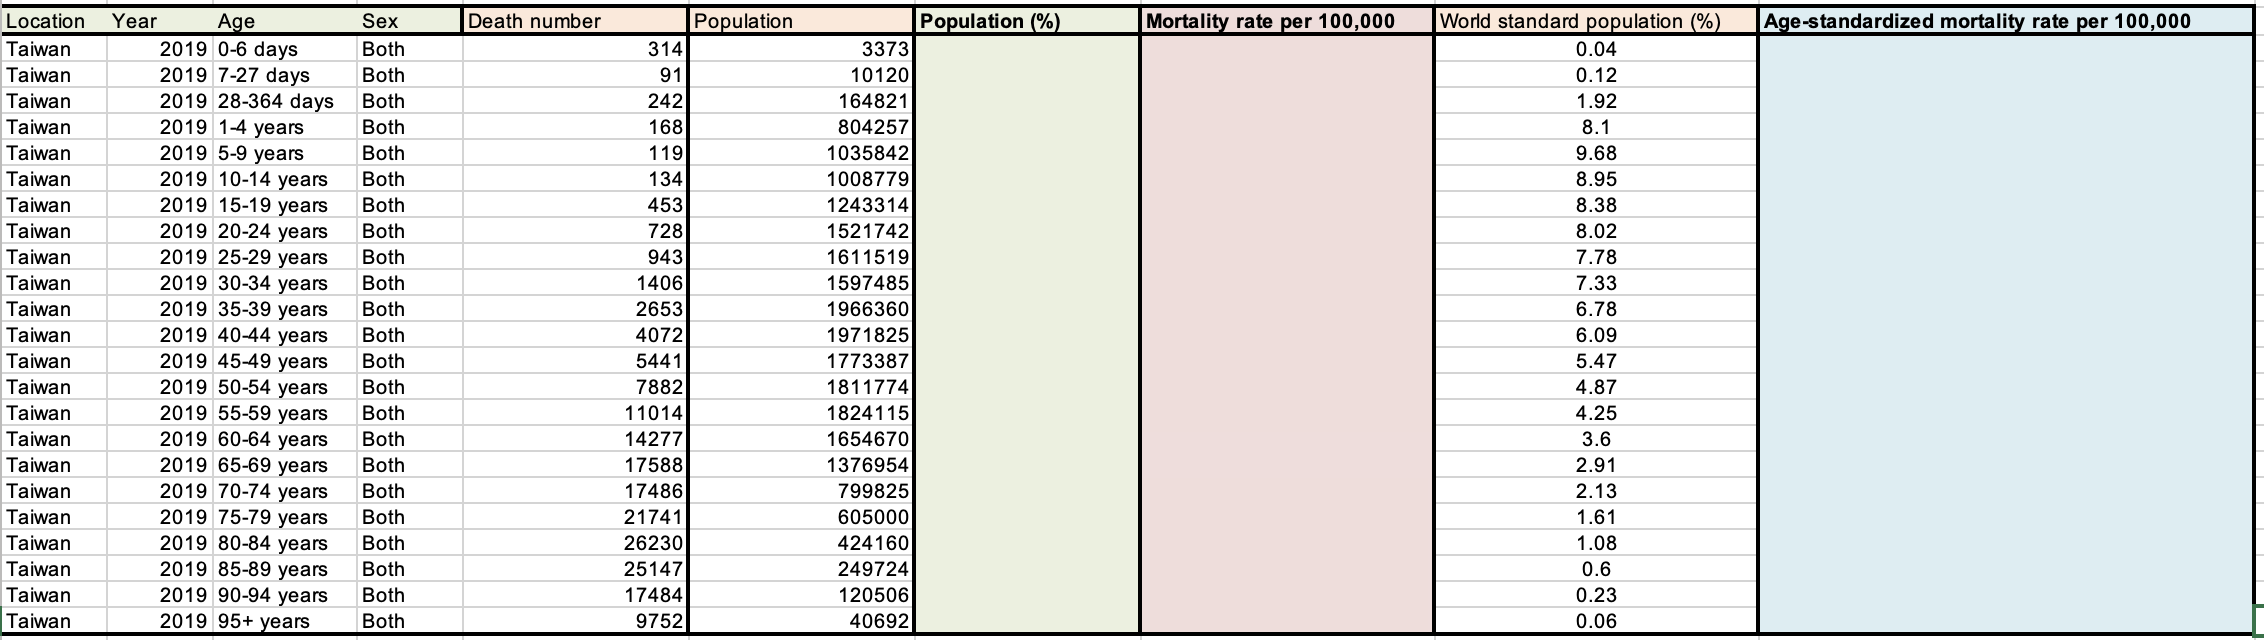 Location Year Age Sex Death number Population Population (%) Mortality rate per 100,000 World standard population (%) Age-standardized mortality rate per 100,000
Taiwan 2019 0-6 days Both 314 3373 0.04
Taiwan 2019 7-27 days Both 91 10120 0.12
Taiwan 2019 28-364 days Both 242 164821 1.92
Taiwan 2019 1-4 years Both 168 804257 8.1
Taiwan 2019 5-9 years Both 119 1035842 9.68
Taiwan 2019 10-14 years Both 134 1008779 8.95
Taiwan 2019 15-19 years Both 453 1243314 8.38
Taiwan 2019 20-24 years Both 728 1521742 8.02
Taiwan 2019 25-29 years Both 943 1611519 7.78
Taiwan 2019 30-34 years Both 1406 1597485 7.33
Taiwan 2019 35-39 years Both 2653 1966360 6.78
Taiwan 2019 40-44 years Both 4072 1971825 6.09
Taiwan 2019 45-49 years Both 5441 1773387 5.47
Taiwan 2019 50-54 years Both 7882 1811774 4.87
Taiwan 2019 55-59 years Both 11014 1824115 4.25
Taiwan 2019 60-64 years Both 14277 1654670 3.6
Taiwan 2019 65-69 years Both 17588 1376954 2.91
Taiwan 2019 70-74 years Both 17486 799825 2.13
Taiwan 2019 75-79 years Both 21741 605000 1.61
Taiwan 2019 80-84 years Both 26230 424160 1.08
Taiwan 2019 85-89 years Both 25147 249724 0.6
Taiwan 2019 90-94 years Both 17484 120506 0.23
Taiwan 2019 95+ years Both 9752 40692 0.06